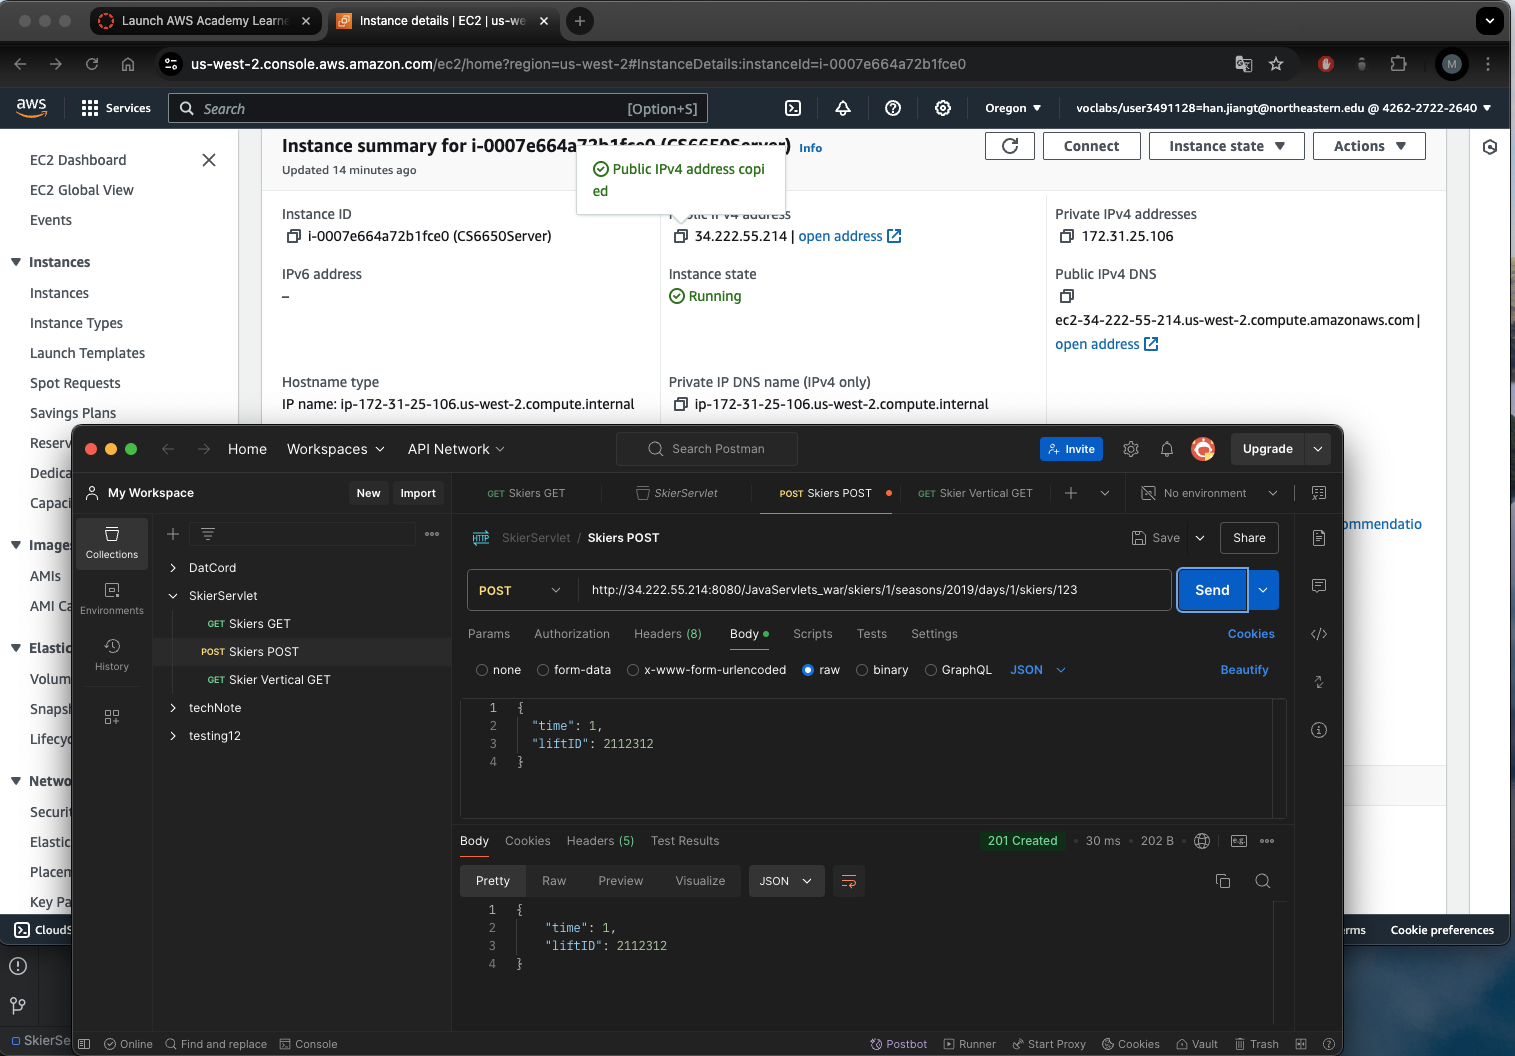 Launch AWS Academy Learne
Instance details | EC2 | us-we
us-west-2.console.aws.amazon.com/ec2/home?region=us-west-2#InstanceDetails:instanceId=i-0007e664a72b1fce0
M
aws
Services
Search
[Option+S]
Oregon
voclabs/user3491128=han.jiangt@northeastern.edu @ 4262-2722-2640
EC2 Dashboard
EC2 Global View
Events
Instances
Instances
Instance Types
Launch Templates
Spot Requests
Savings Plans
Reserv
Dedica
Capaci
Images
AMIs
AMI Ca
Elastic
Volum
Snapsh
Lifecyc
Netwo
Securit
Elastic
Placem
Key Pa
Instance summary for i-0007e664a72b1fce0 (CS6650Server)
Info
Updated 14 minutes ago
Connect
Instance state
Actions
Public IPv4 address copi
ed
Instance ID
i-0007e664a72b1fce0 (CS6650Server)
Public IPv4 address
34.222.55.214 | open address
Private IPv4 addresses
172.31.25.106
IPv6 address
–
Instance state
Running
Public IPv4 DNS
ec2-34-222-55-214.us-west-2.compute.amazonaws.com |
open address
Hostname type
IP name: ip-172-31-25-106.us-west-2.compute.internal
Private IP DNS name (IPv4 only)
ip-172-31-25-106.us-west-2.compute.internal
ommendatio
CloudS
rms
Cookie preferences
SkierSe
Home
Workspaces
API Network
Search Postman
Invite
Upgrade
My Workspace
New
Import
GET Skiers GET
SkierServlet
POST Skiers POST
GET Skier Vertical GET
No environment
Collections
Environments
History
DatCord
SkierServlet
GET Skiers GET
POST Skiers POST
GET Skier Vertical GET
techNote
testing12
HTTP SkierServlet / Skiers POST
Save
Share
POST
http://34.222.55.214:8080/JavaServlets_war/skiers/1/seasons/2019/days/1/skiers/123
Send
Params
Authorization
Headers (8)
Body
Scripts
Tests
Settings
Cookies
none
form-data
x-www-form-urlencoded
raw
binary
GraphQL
JSON
Beautify
1 {
2 "time": 1,
3 "liftID": 2112312
4 }
Body
Cookies
Headers (5)
Test Results
201 Created
30 ms
202 B
Pretty
Raw
Preview
Visualize
JSON
1 {
2 "time": 1,
3 "liftID": 2112312
4 }
Online
Find and replace
Console
Postbot
Runner
Start Proxy
Cookies
Vault
Trash